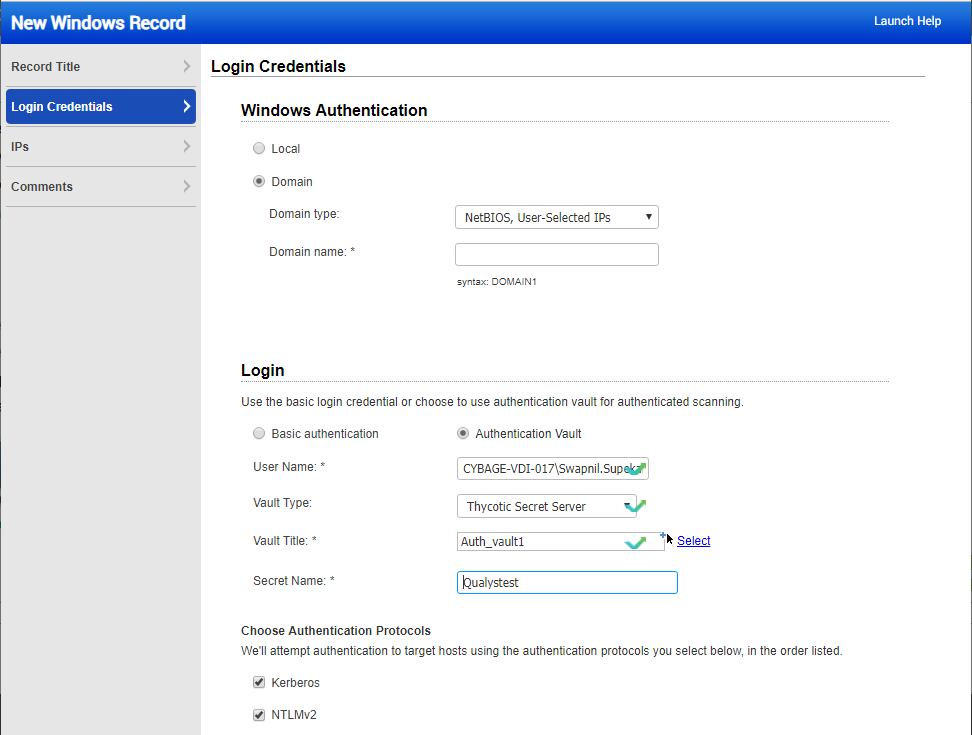 New Windows Record
Launch Help
Record Title
Login Credentials
IPs
Comments
Login Credentials
Windows Authentication
Local
Domain
Domain type:
NetBIOS, User-Selected IPs
Domain name: *
syntax: DOMAIN1
Login
Use the basic login credential or choose to use authentication vault for authenticated scanning.
Basic authentication
Authentication Vault
User Name: *
CYBAGE-VDI-017\Swapnil.Supekar
Vault Type:
Thycotic Secret Server
Vault Title: *
Auth_vault1
Select
Secret Name: *
Qualystest
Choose Authentication Protocols
We'll attempt authentication to target hosts using the authentication protocols you select below, in the order listed.
Kerberos
NTLMv2